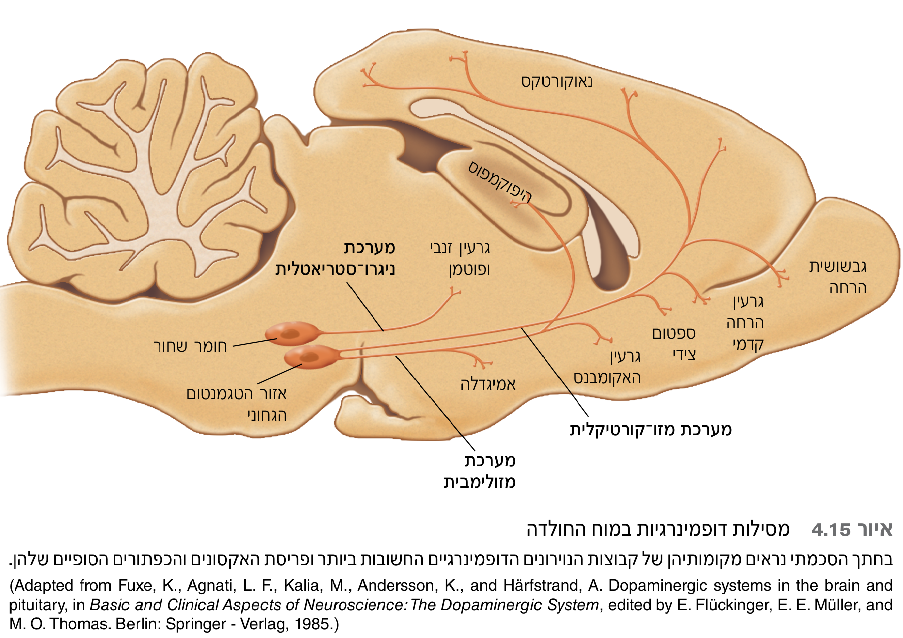 נאוקורטקס
היפוקמפוס
מערכת
ניגרו־סטריאטלית
גרעין זנבי
ופוטמן
גבשושית
הרחה
גרעין
הרחה
קדמי
ספטום
צידי
גרעין
האקומבנס
אמיגדלה
חומר שחור
אזור הטגמנטום
הגחוני
מערכת מזו־קורטיקלית
מערכת
מזולימבית
איור 4.15 מסילות דופמינרגיות במוח החולדה
בחתך הסכמתי נראים מקומותיהן של קבוצות הנוירונים הדופמינרגיים החשובות ביותר ופריסת האקסונים והכפתורים הסופיים שלהן.
(Adapted from Fuxe, K., Agnati, L. F., Kalia, M., Andersson, K., and Härfstrand, A. Dopaminergic systems in the brain and
pituitary, in Basic and Clinical Aspects of Neuroscience: The Dopaminergic System, edited by E. Flückinger, E. E. Müller, and
M. O. Thomas. Berlin: Springer - Verlag, 1985.)